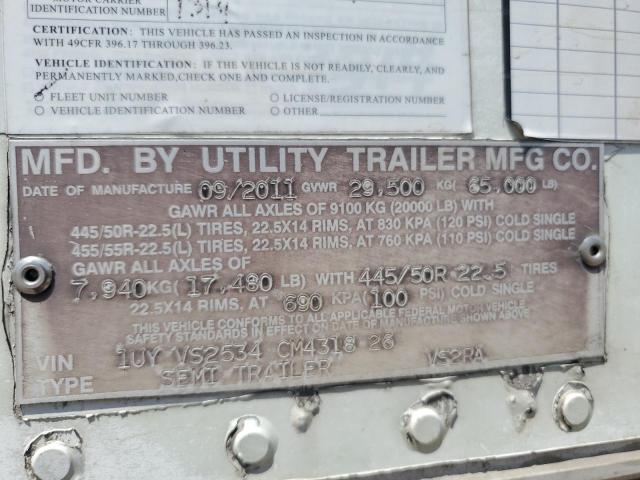 MOTOR CARRIER
IDENTIFICATION NUMBER
CERTIFICATION: THIS VEHICLE HAS PASSED AN INSPECTION IN ACCORDANCE
WITH 49CFR 396.17 THROUGH 396.23.
VEHICLE IDENTIFICATION: IF THE VEHICLE IS NOT READILY, CLEARLY, AND
PERMANENTLY MARKED,CHECK ONE AND COMPLETE.
FLEET UNIT NUMBER LICENSE/REGISTRATION NUMBER
VEHICLE IDENTIFICATION NUMBER OTHER
MFD. BY UTILITY TRAILER MFG CO.
DATE OF MANUFACTURE 09/2011 GVWR 29,500 KG( 65,000 LB)
GAWR ALL AXLES OF 9100 KG (20000 LB) WITH
445/50R-22.5(L) TIRES, 22.5X14 RIMS, AT 830 KPA (120 PSI) COLD SINGLE
455/55R-22.5(L) TIRES, 22.5X14 RIMS, AT 760 KPA (110 PSI) COLD SINGLE
GAWR ALL AXLES OF
7,940 KG( 17,480 LB) WITH 445/50R 22.5 TIRES
22.5X14 RIMS, AT 690 KPA( 100 PSI) COLD SINGLE
THIS VEHICLE CONFORMS TO ALL APPLICABLE FEDERAL MOTOR VEHICLE
SAFETY STANDARDS IN EFFECT ON DATE OF MANUFACTURE SHOWN ABOVE
VIN 1UY VS2534 CM4318 26 VS2RA
TYPE SEMI TRAILER